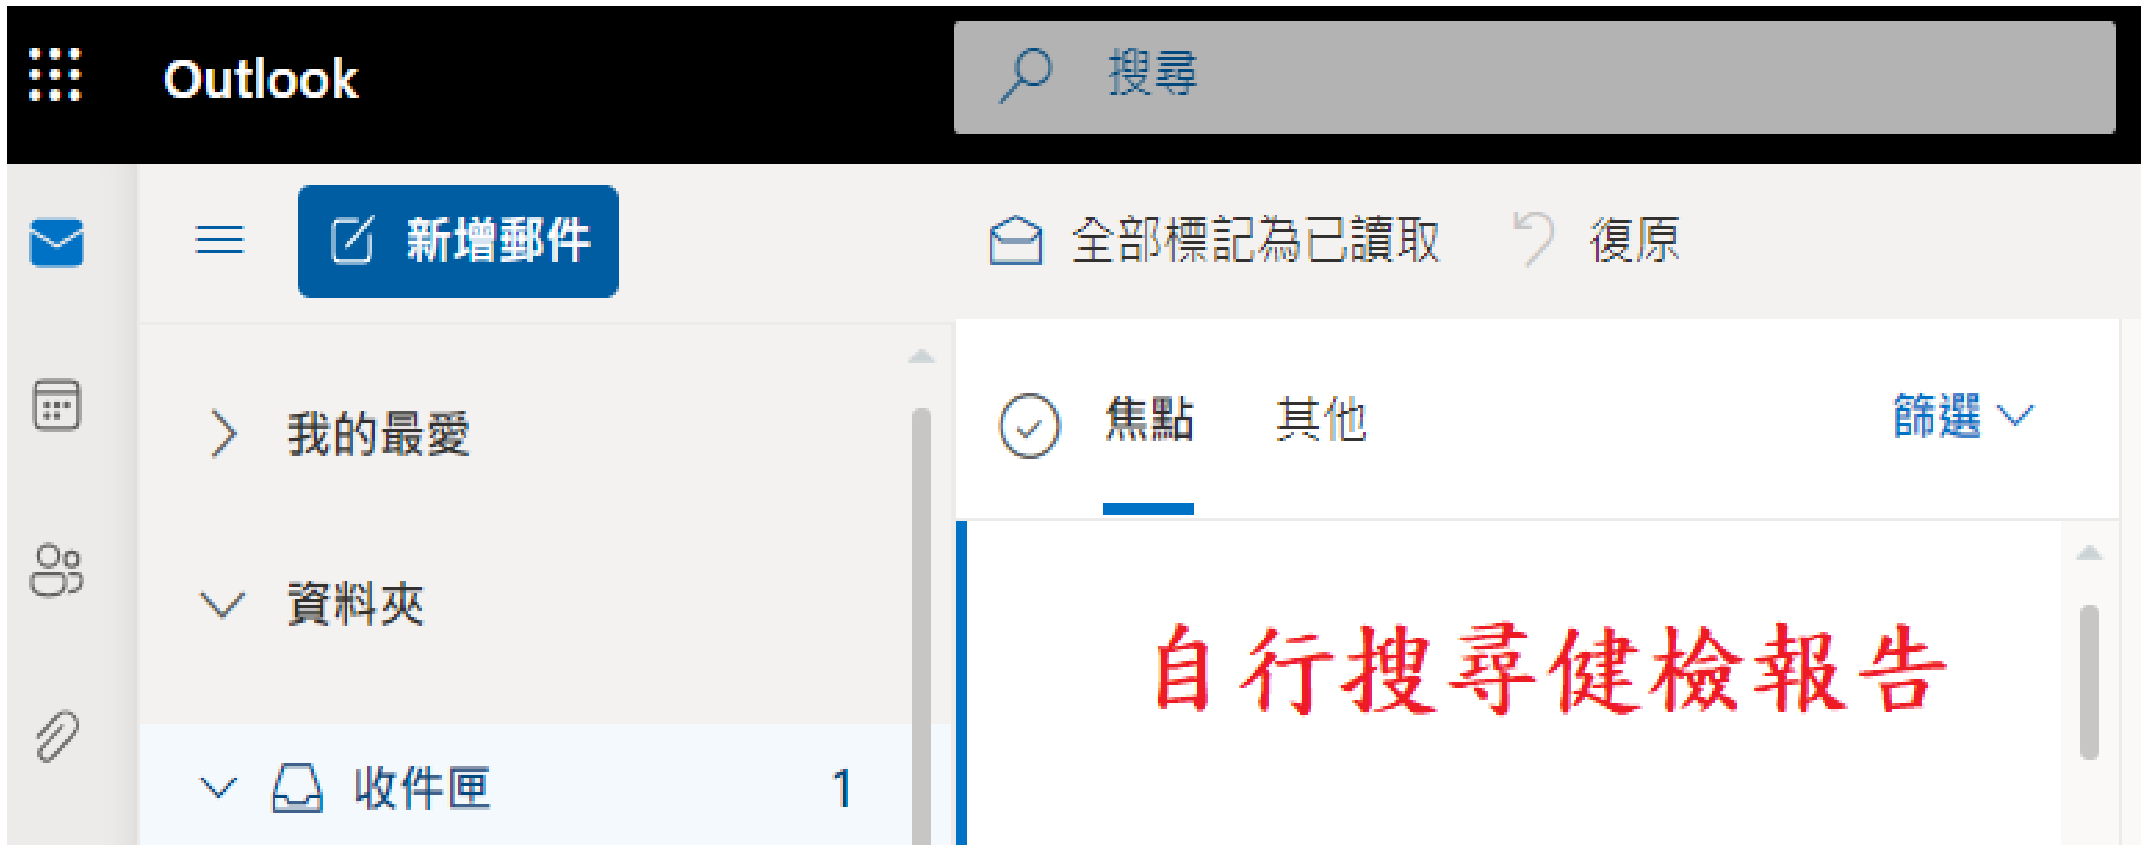 Outlook
搜尋
新增郵件
全部標記為已讀取 復原
我的最愛
焦點 其他 篩選
資料夾
自行搜尋健檢報告
收件匣 1